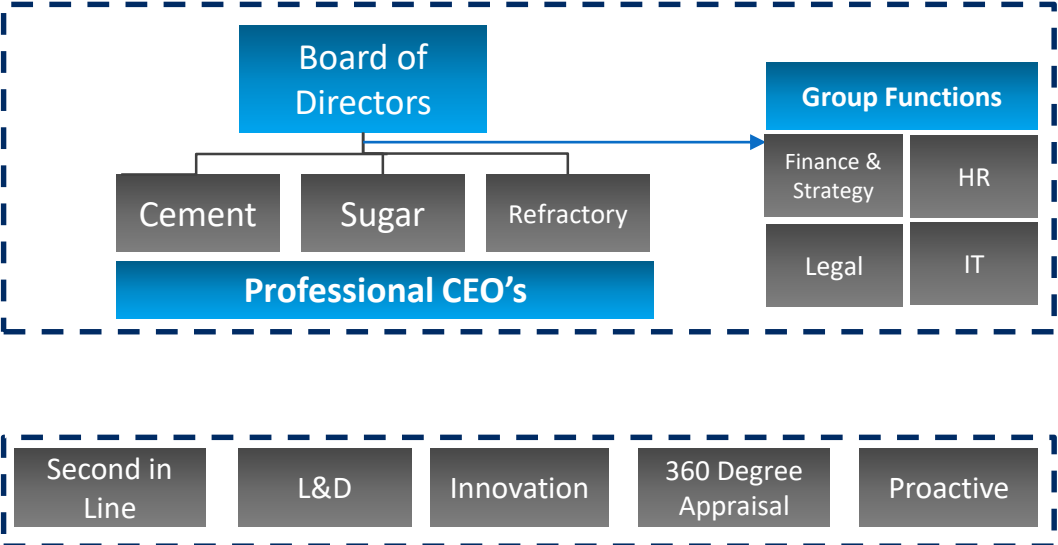 Board of
Directors
Group Functions
Finance &
Strategy
HR
Cement
Sugar
Refractory
Legal
IT
Professional CEO’s
Second in
Line
L&D
Innovation
360 Degree
Appraisal
Proactive